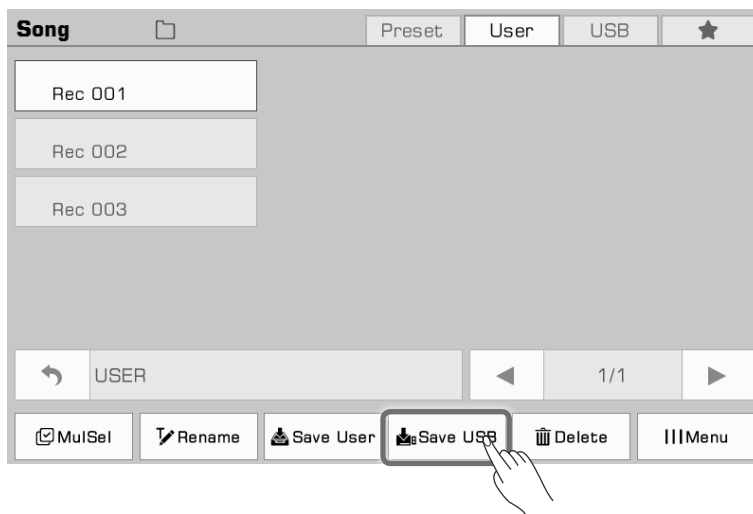 Song Preset User USB
Rec 001
Rec 002
Rec 003
USER 1/1
MulSel Rename Save User Save USB Delete Menu